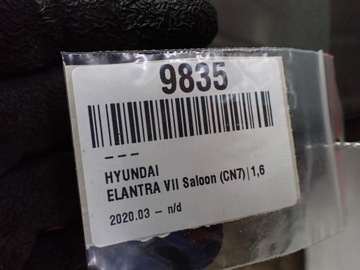 9835
– – –
HYUNDAI
ELANTRA VII Saloon (CN7)|1,6
2020.03 – n/d